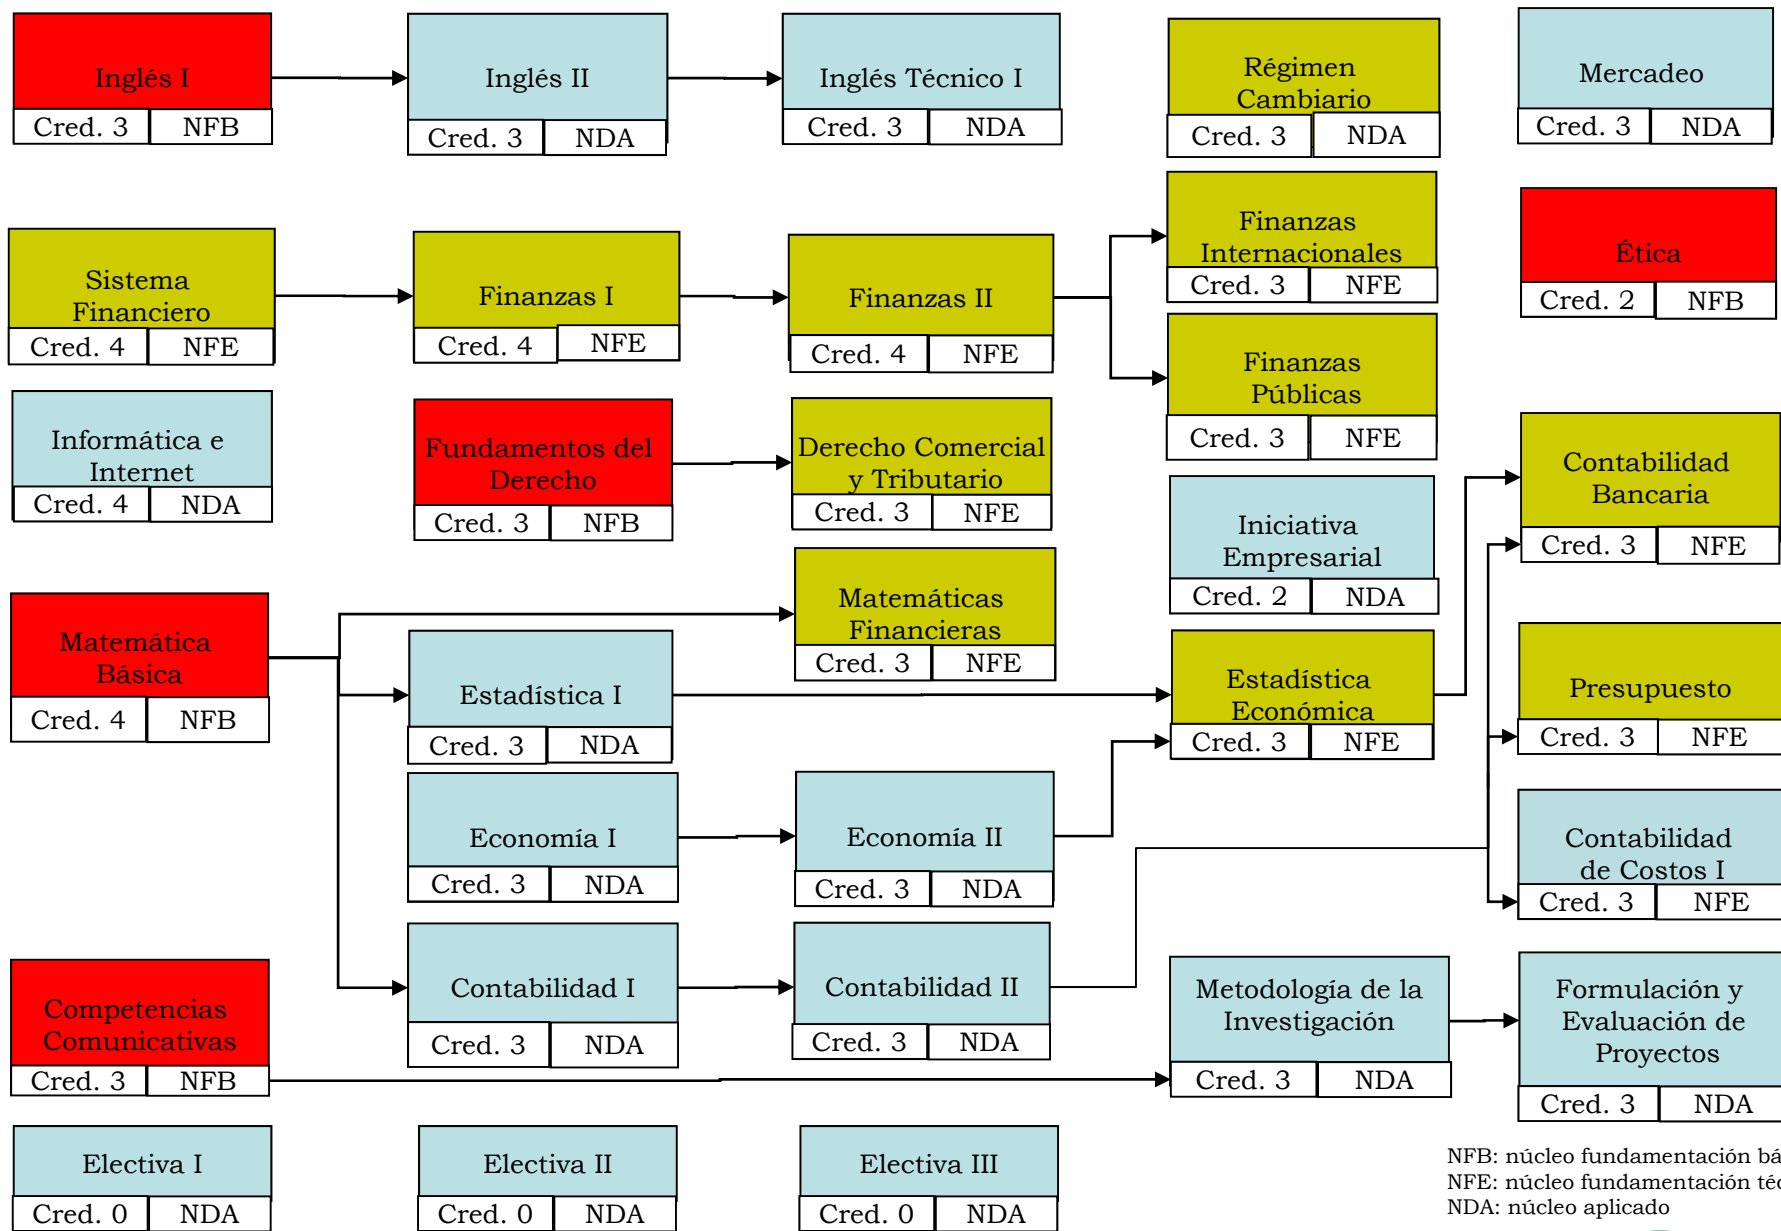 Inglés I
Cred. 3 NFB
Inglés II
Cred. 3 NDA
Inglés Técnico I
Cred. 3 NDA
Régimen
Cambiario
Cred. 3 NDA
Mercadeo
Cred. 3 NDA
Sistema
Financiero
Cred. 4 NFE
Finanzas I
Cred. 4 NFE
Finanzas II
Cred. 4 NFE
Finanzas
Internacionales
Cred. 3 NFE
Ética
Cred. 2 NFB
Finanzas
Públicas
Cred. 3 NFE
Informática e
Internet
Cred. 4 NDA
Fundamentos del
Derecho
Cred. 3 NFB
Derecho Comercial
y Tributario
Cred. 3 NFE
Iniciativa
Empresarial
Cred. 2 NDA
Contabilidad
Bancaria
Cred. 3 NFE
Matemática
Básica
Cred. 4 NFB
Matemáticas
Financieras
Cred. 3 NFE
Estadística I
Cred. 3 NDA
Estadística
Económica
Cred. 3 NFE
Presupuesto
Cred. 3 NFE
Economía I
Cred. 3 NDA
Economía II
Cred. 3 NDA
Contabilidad
de Costos I
Cred. 3 NFE
Competencias
Comunicativas
Cred. 3 NFB
Contabilidad I
Cred. 3 NDA
Contabilidad II
Cred. 3 NDA
Metodología de la
Investigación
Cred. 3 NDA
Formulación y
Evaluación de
Proyectos
Cred. 3 NDA
Electiva I
Cred. 0 NDA
Electiva II
Cred. 0 NDA
Electiva III
Cred. 0 NDA
NFB: núcleo fundamentación
NFE: núcleo fundamentación
NDA: núcleo aplicado